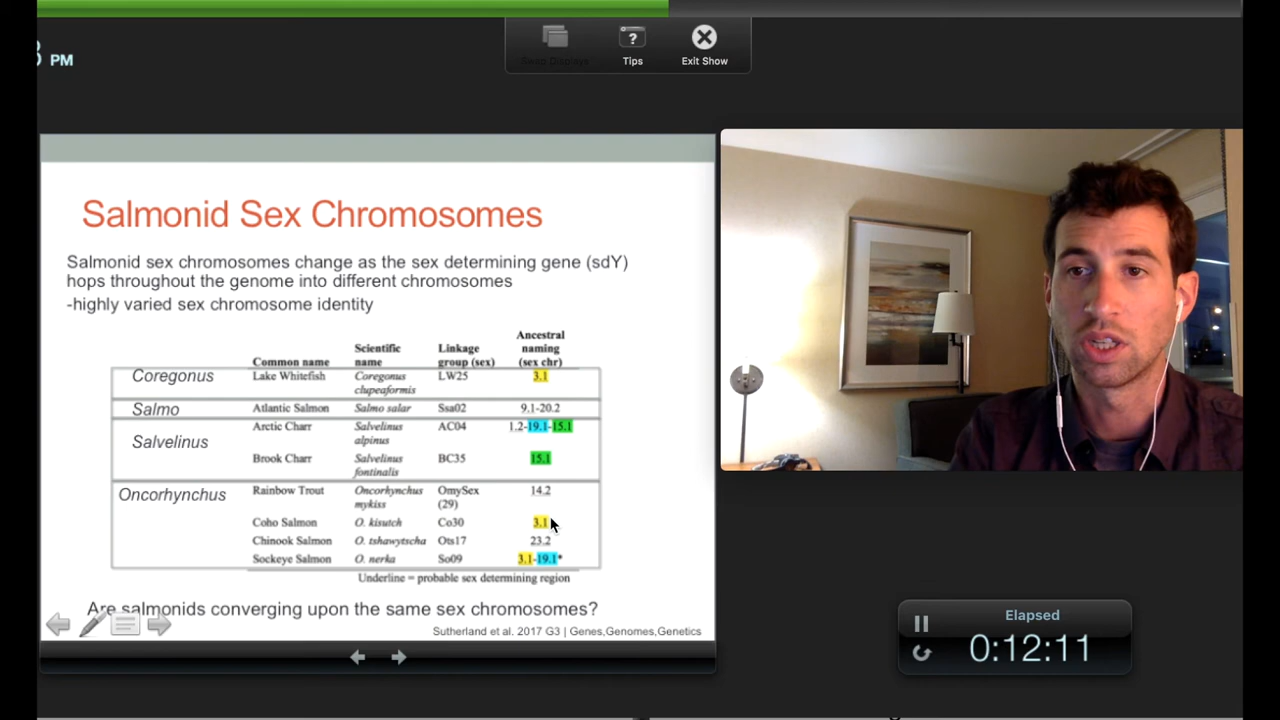 PM
Swap Displays
Tips
Exit Show
Salmonid Sex Chromosomes
Salmonid sex chromosomes change as the sex determining gene (sdY)
hops throughout the genome into different chromosomes
-highly varied sex chromosome identity
Common name Scientific name Linkage group (sex) Ancestral naming (sex chr)
Coregonus Lake Whitefish Coregonus clupeaformis LW25 3.1
Salmo Atlantic Salmon Salmo salar Ssa02 9.1-20.2
Salvelinus Arctic Charr Salvelinus alpinus AC04 1.2-19.1-15.1
Brook Charr Salvelinus fontinalis BC35 15.1
Oncorhynchus Rainbow Trout Oncorhynchus mykiss OmySex (29) 14.2
Coho Salmon O. kisutch Co30 3.1
Chinook Salmon O. tshawytscha Ots17 23.2
Sockeye Salmon O. nerka So09 3.1-19.1*
Underline = probable sex determining region
Are salmonids converging upon the same sex chromosomes?
Sutherland et al. 2017 G3 | Genes,Genomes,Genetics
Elapsed
0:12:11